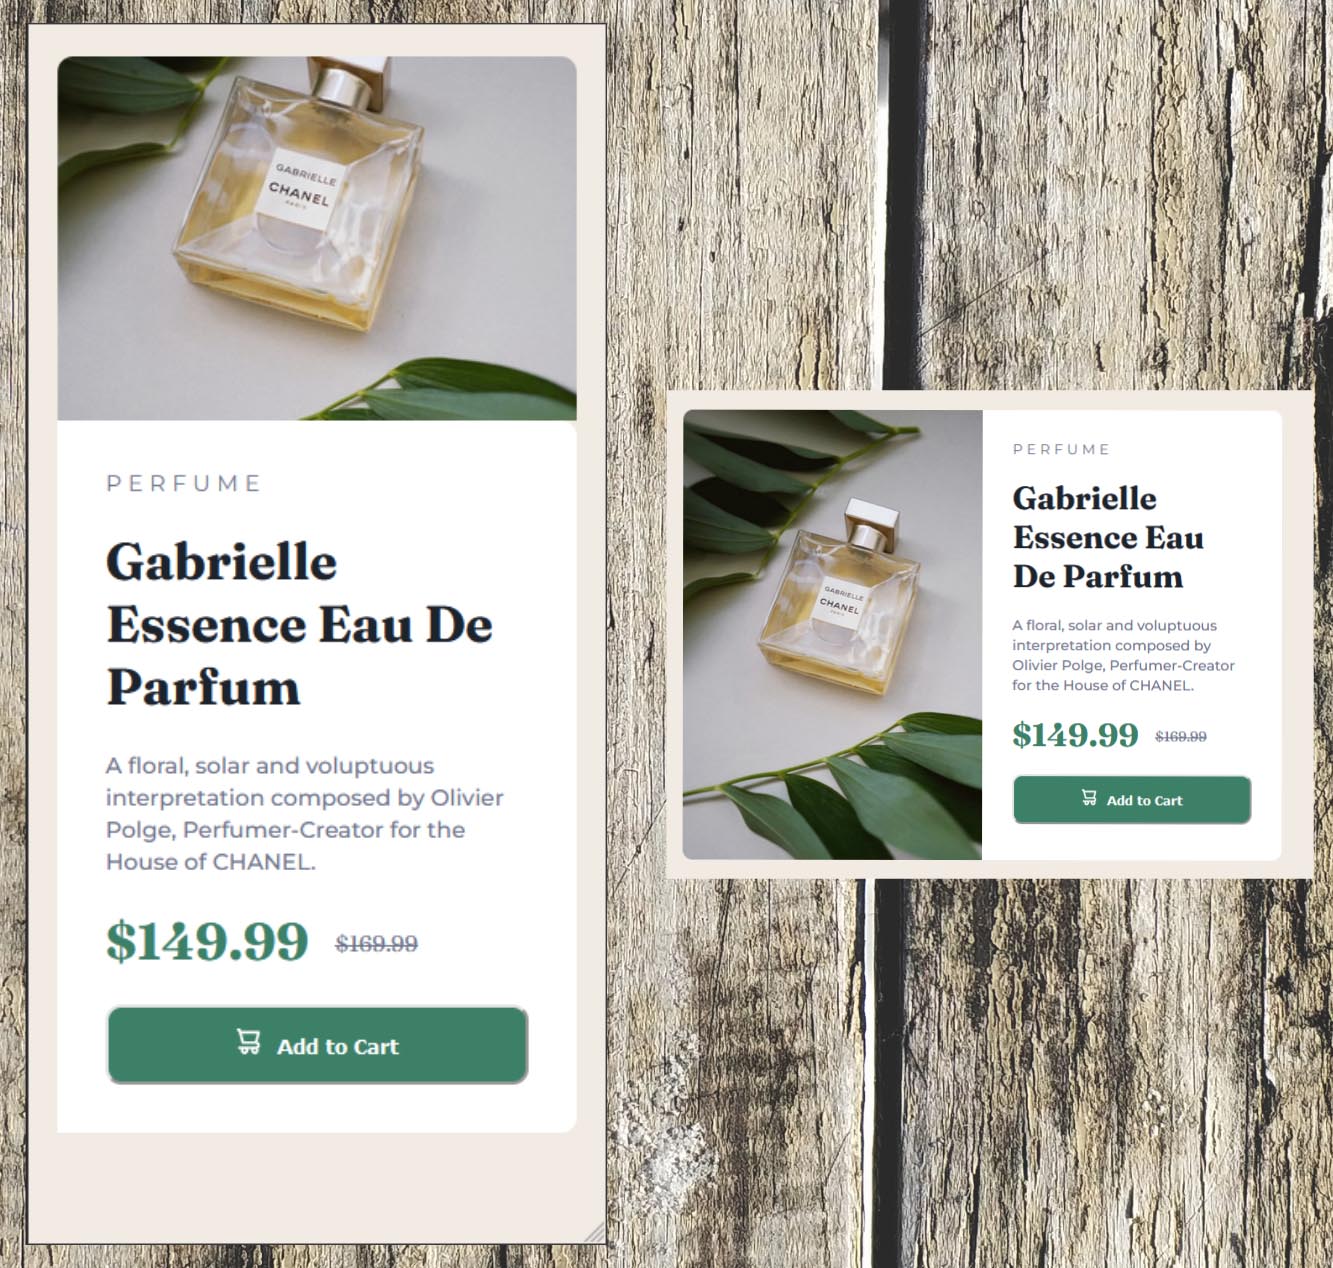 GABRIELLE
CHANEL
PARIS
PERFUME
Gabrielle
Essence Eau De
Parfum
A floral, solar and voluptuous
interpretation composed by Olivier
Polge, Perfumer-Creator for the
House of CHANEL.
$149.99 $169.99
Add to Cart
GABRIELLE
CHANEL
PARIS
PERFUME
Gabrielle
Essence Eau
De Parfum
A floral, solar and voluptuous
interpretation composed by
Olivier Polge, Perfumer-Creator
for the House of CHANEL.
$149.99 $169.99
Add to Cart